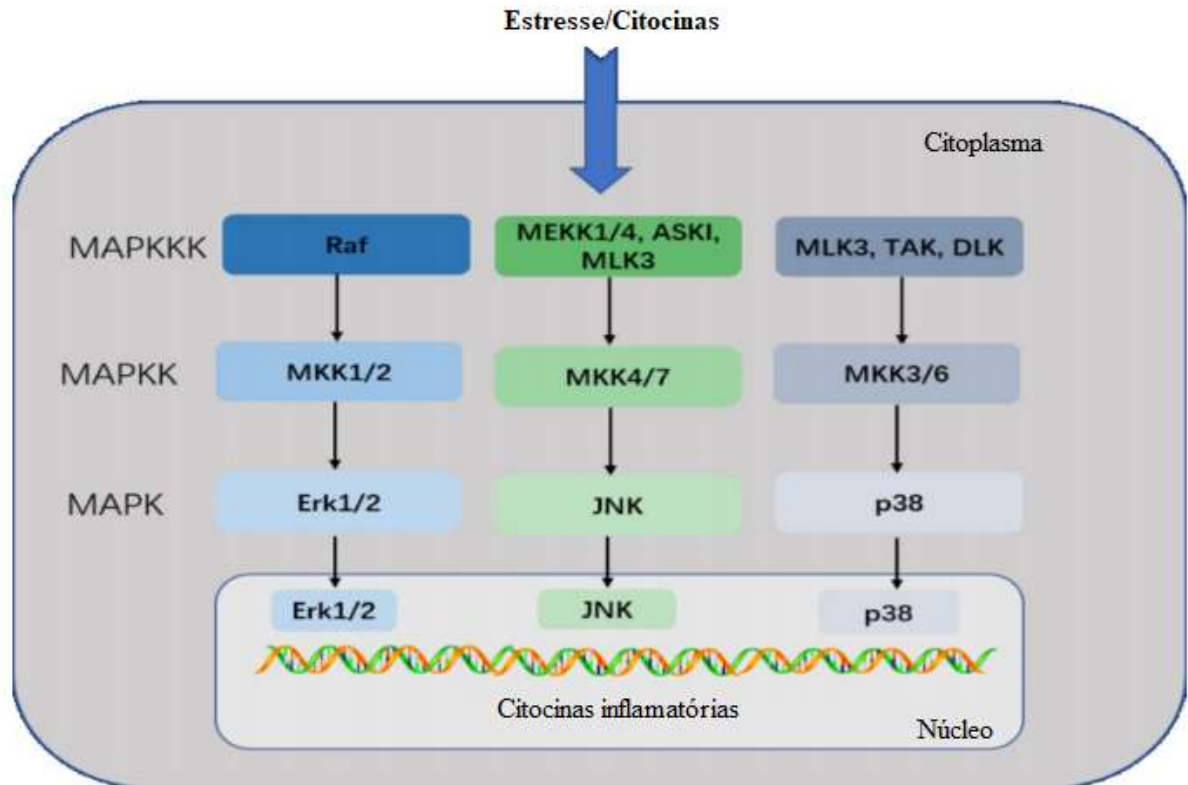 Estresse/Citocinas
Citoplasma
MAPKKK
Raf
MEKK1/4, ASKI,
MLK3
MLK3, TAK, DLK
MAPKK
MKK1/2
MKK4/7
MKK3/6
MAPK
Erk1/2
JNK
p38
Erk1/2
JNK
p38
Citocinas inflamatórias
Núcleo